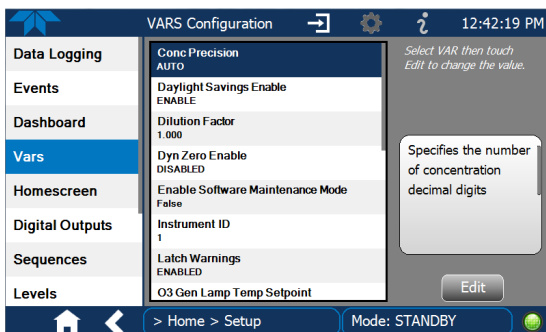 VARS Configuration
12:42:19 PM
Data Logging
Events
Dashboard
Vars
Homescreen
Digital Outputs
Sequences
Levels
Conc Precision
AUTO
Daylight Savings Enable
ENABLE
Dilution Factor
1.000
Dyn Zero Enable
DISABLED
Enable Software Maintenance Mode
False
Instrument ID
1
Latch Warnings
ENABLED
O3 Gen Lamp Temp Setpoint
Select VAR then touch
Edit to change the value.
Specifies the number
of concentration
decimal digits
Edit
> Home > Setup
Mode: STANDBY